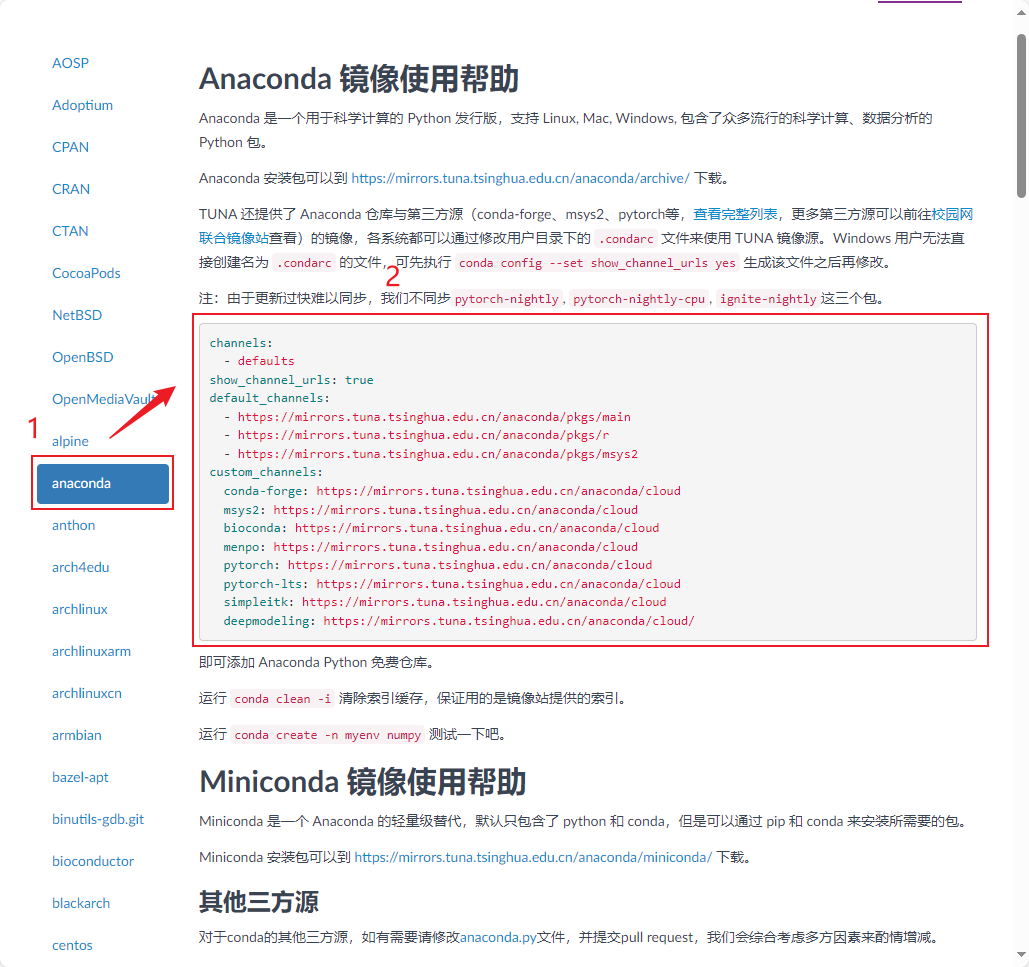 AOSP
Adoptium
CPAN
CRAN
CTAN
CocoaPods
NetBSD
OpenBSD
OpenMediaVault
1
alpine
anaconda
anthon
arch4edu
archlinux
archlinuxarm
archlinuxcn
armbian
bazel-apt
binutils-gdb.git
bioconductor
blackarch
centos
Anaconda 镜像使用帮助
Anaconda 是一个用于科学计算的 Python 发行版，支持 Linux, Mac, Windows, 包含了众多流行的科学计算、数据分析的
Python 包。
Anaconda 安装包可以到 https://mirrors.tuna.tsinghua.edu.cn/anaconda/archive/ 下载。
TUNA 还提供了 Anaconda 仓库与第三方源（conda-forge、msys2、pytorch等，查看完整列表，更多第三方源可以前往校园网
联合镜像站查看）的镜像，各系统都可以通过修改用户目录下的 .condarc 文件来使用 TUNA 镜像源。Windows 用户无法直
接创建名为 .condarc 的文件，可先执行 conda config --set show_channel_urls yes 生成该文件之后再修改。
2
注：由于更新过快难以同步，我们不同步pytorch-nightly, pytorch-nightly-cpu, ignite-nightly 这三个包。
channels:
  - defaults
show_channel_urls: true
default_channels:
  - https://mirrors.tuna.tsinghua.edu.cn/anaconda/pkgs/main
  - https://mirrors.tuna.tsinghua.edu.cn/anaconda/pkgs/r
  - https://mirrors.tuna.tsinghua.edu.cn/anaconda/pkgs/msys2
custom_channels:
  conda-forge: https://mirrors.tuna.tsinghua.edu.cn/anaconda/cloud
  msys2: https://mirrors.tuna.tsinghua.edu.cn/anaconda/cloud
  bioconda: https://mirrors.tuna.tsinghua.edu.cn/anaconda/cloud
  menpo: https://mirrors.tuna.tsinghua.edu.cn/anaconda/cloud
  pytorch: https://mirrors.tuna.tsinghua.edu.cn/anaconda/cloud
  pytorch-lts: https://mirrors.tuna.tsinghua.edu.cn/anaconda/cloud
  simpleitk: https://mirrors.tuna.tsinghua.edu.cn/anaconda/cloud
  deepmodeling: https://mirrors.tuna.tsinghua.edu.cn/anaconda/cloud/
即可添加 Anaconda Python 免费仓库。
运行 conda clean -i 清除索引缓存，保证用的是镜像站提供的索引。
运行 conda create -n myenv numpy 测试一下吧。
Miniconda 镜像使用帮助
Miniconda 是一个 Anaconda 的轻量级替代，默认只包含了 python 和 conda，但是可以通过 pip 和 conda 来安装所需要的包。
Miniconda 安装包可以到 https://mirrors.tuna.tsinghua.edu.cn/anaconda/miniconda/ 下载。
其他三方源
对于conda的其他三方源，如有需要请修改anaconda.py文件，并提交pull request，我们会综合考虑多方因素来酌情增减。